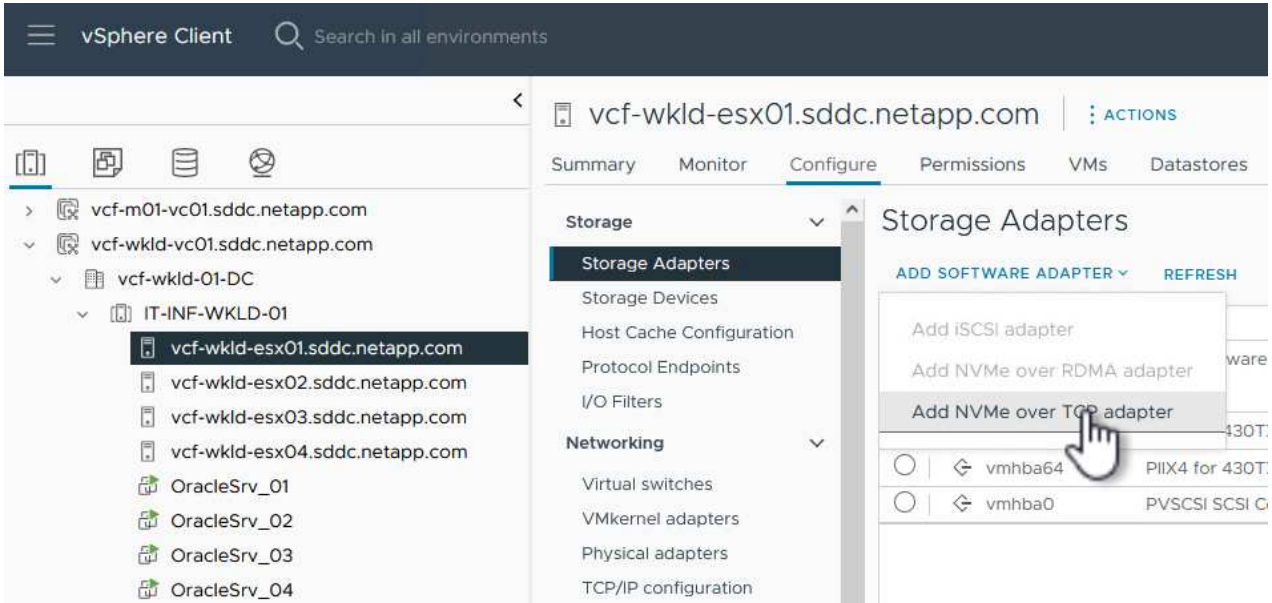 vSphere Client
Search in all environments
vcf-m01-vc01.sddc.netapp.com
vcf-wkld-vc01.sddc.netapp.com
vcf-wkld-01-DC
IT-INF-WKLD-01
vcf-wkld-esx01.sddc.netapp.com
vcf-wkld-esx02.sddc.netapp.com
vcf-wkld-esx03.sddc.netapp.com
vcf-wkld-esx04.sddc.netapp.com
OracleSrv_01
OracleSrv_02
OracleSrv_03
OracleSrv_04
vcf-wkld-esx01.sddc.netapp.com
ACTIONS
Summary Monitor Configure Permissions VMs Datastores
Storage
Storage Adapters
Storage Devices
Host Cache Configuration
Protocol Endpoints
I/O Filters
Networking
Virtual switches
VMkernel adapters
Physical adapters
TCP/IP configuration
Storage Adapters
ADD SOFTWARE ADAPTER REFRESH
Add iSCSI adapter
Add NVMe over RDMA adapter
Add NVMe over TCP adapter
vmhba64 PIIX4 for 430T
vmhba0 PVSCSI SCSI